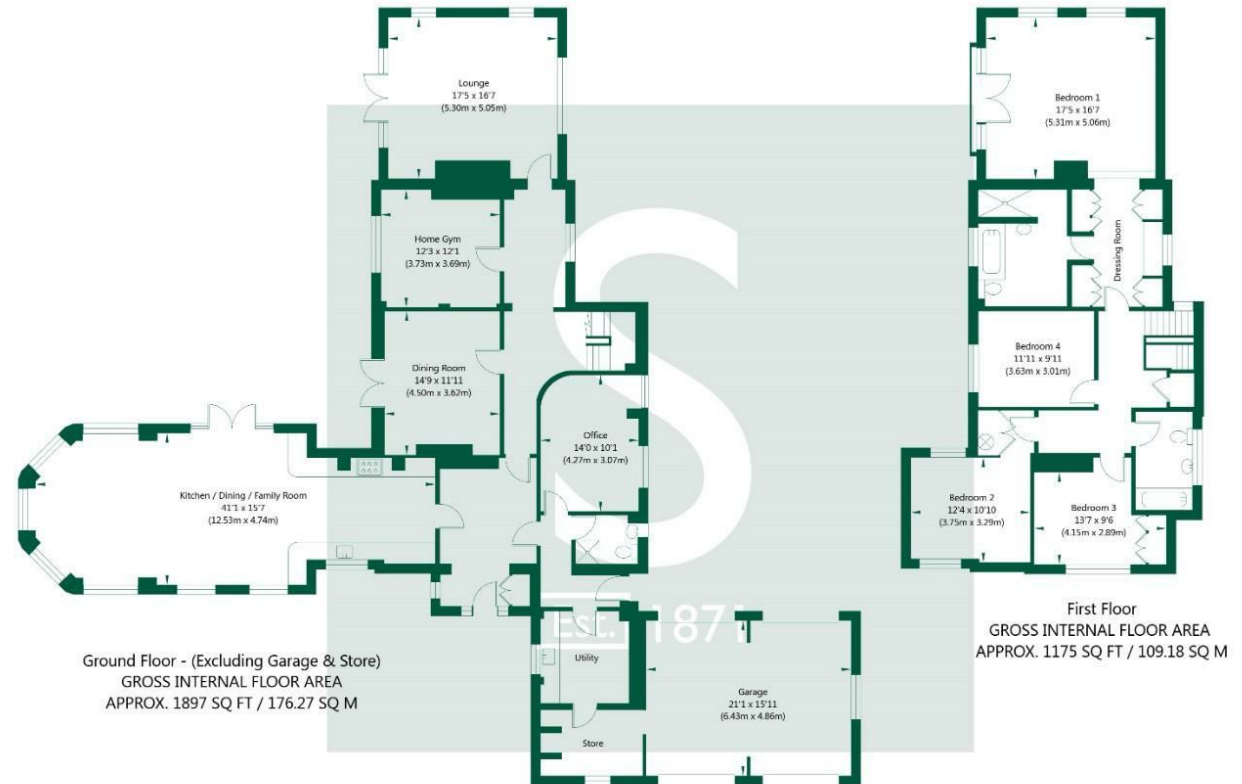 Lounge
17'5 x 16'7
(5.30m x 5.05m)
Home Gym
12'3 x 12'1
(3.73m x 3.69m)
Dining Room
14'9 x 11'11
(4.50m x 3.62m)
Office
14'0 x 10'1
(4.27m x 3.07m)
Kitchen / Dining / Family Room
41'1 x 15'7
(12.53m x 4.74m)
Utility
Store
Garage
21'1 x 15'11
(6.43m x 4.86m)
S
Est. 1871
Ground Floor - (Excluding Garage & Store)
GROSS INTERNAL FLOOR AREA
APPROX. 1897 SQ FT / 176.27 SQ M
Bedroom 1
17'5 x 16'7
(5.31m x 5.06m)
Dressing Room
Bedroom 4
11'11 x 9'11
(3.63m x 3.01m)
Bedroom 2
12'4 x 10'10
(3.75m x 3.29m)
Bedroom 3
13'7 x 9'6
(4.15m x 2.89m)
First Floor
GROSS INTERNAL FLOOR AREA
APPROX. 1175 SQ FT / 109.18 SQ M